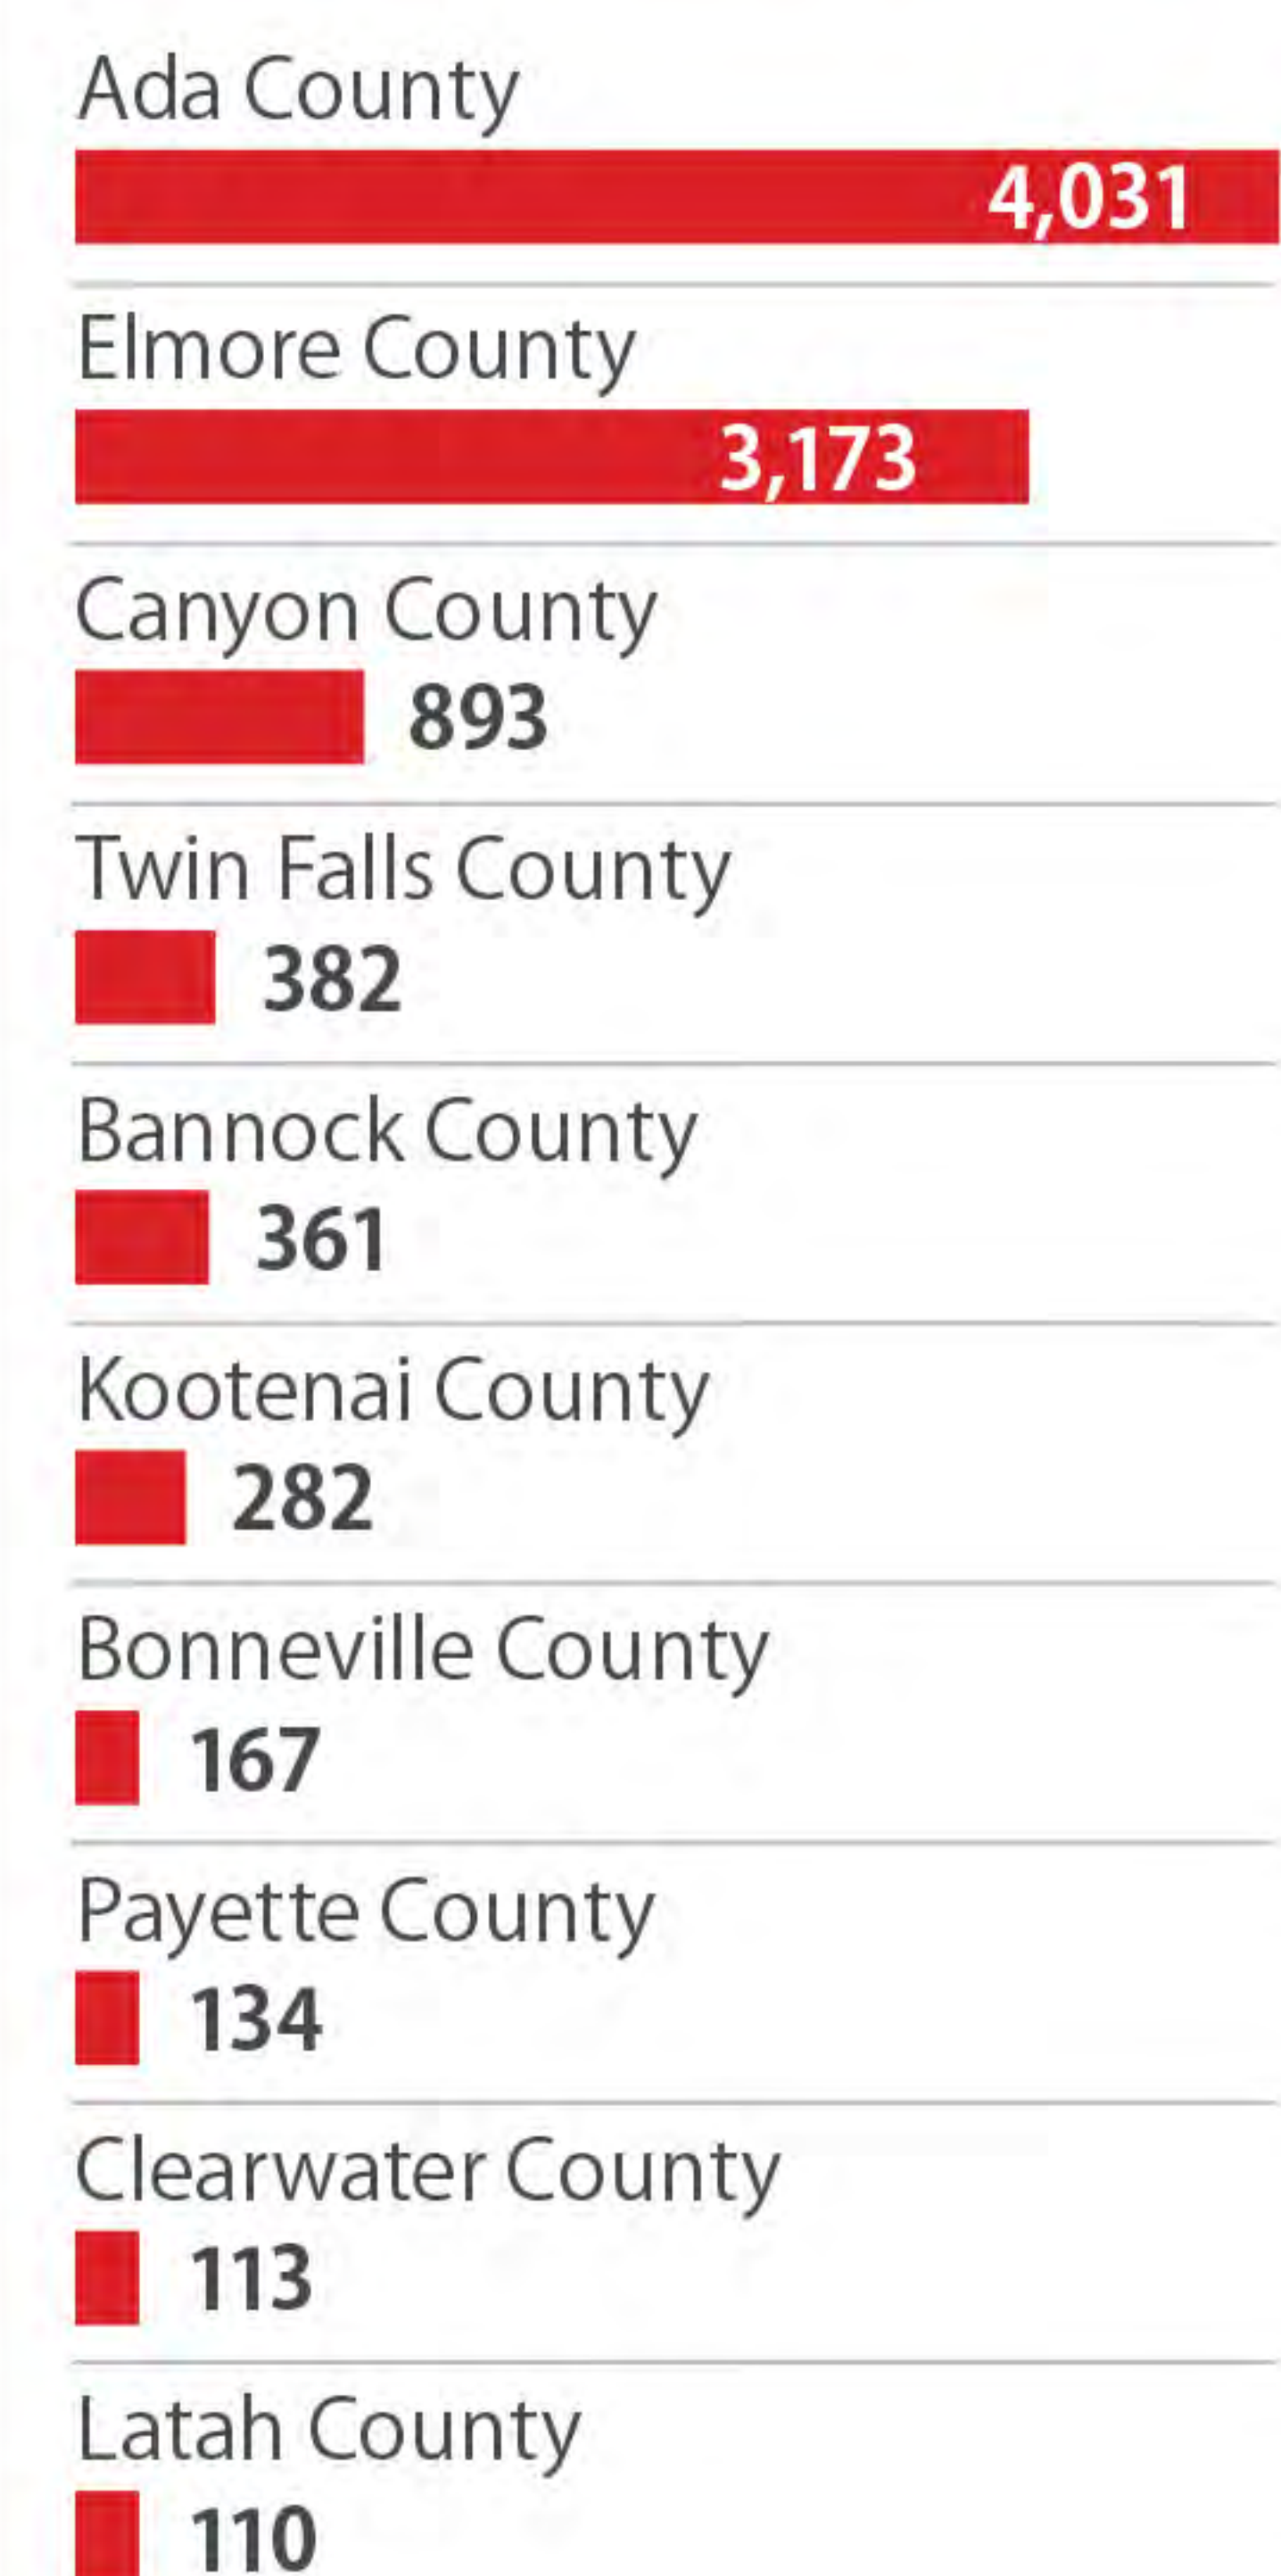 Ada County
4,031
Elmore County
3,173
Canyon County
893
Twin Falls County
382
Bannock County
361
Kootenai County
282
Bonneville County
167
Payette County
134
Clearwater County
113
Latah County
110